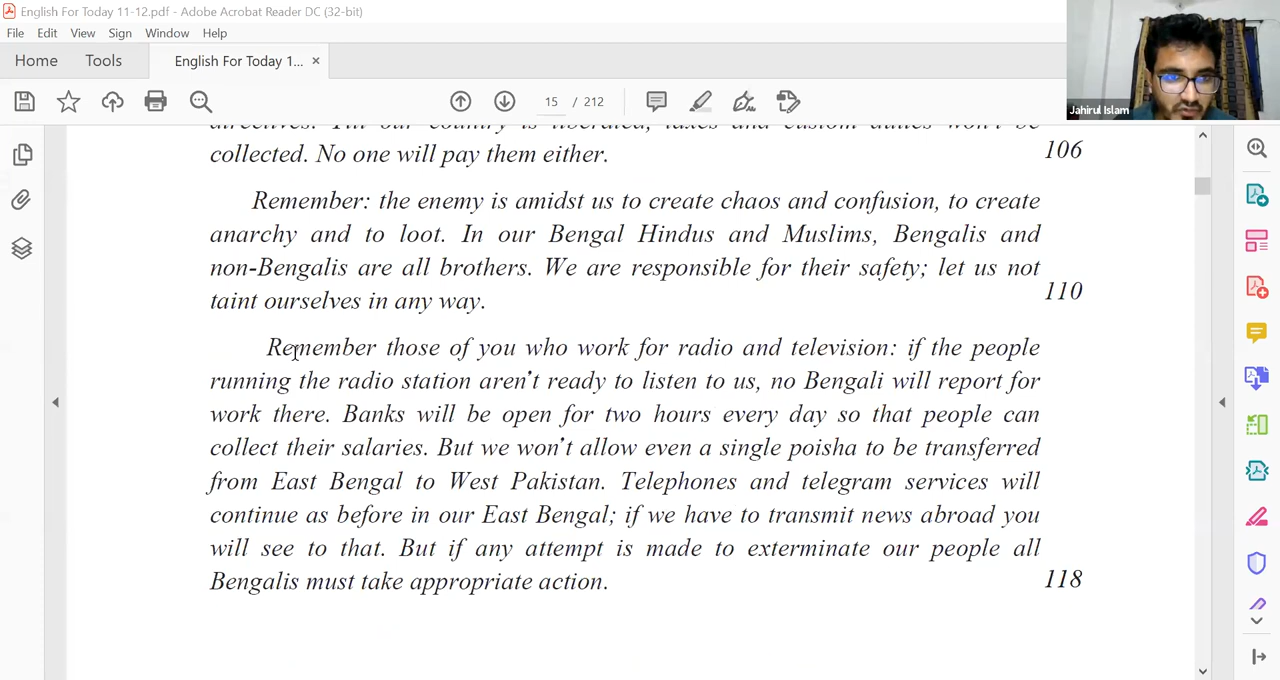 English For Today 11-12.pdf - Adobe Acrobat Reader DC (32-bit)
File Edit View Sign Window Help
Home Tools English For Today 1... ×
15 / 212
Jahirul Islam
directives. Till our country is liberated, taxes and custom duties won't be
collected. No one will pay them either. 106
Remember: the enemy is amidst us to create chaos and confusion, to create
anarchy and to loot. In our Bengal Hindus and Muslims, Bengalis and
non-Bengalis are all brothers. We are responsible for their safety; let us not
taint ourselves in any way. 110
Remember those of you who work for radio and television: if the people
running the radio station aren't ready to listen to us, no Bengali will report for
work there. Banks will be open for two hours every day so that people can
collect their salaries. But we won't allow even a single poisha to be transferred
from East Bengal to West Pakistan. Telephones and telegram services will
continue as before in our East Bengal; if we have to transmit news abroad you
will see to that. But if any attempt is made to exterminate our people all
Bengalis must take appropriate action. 118